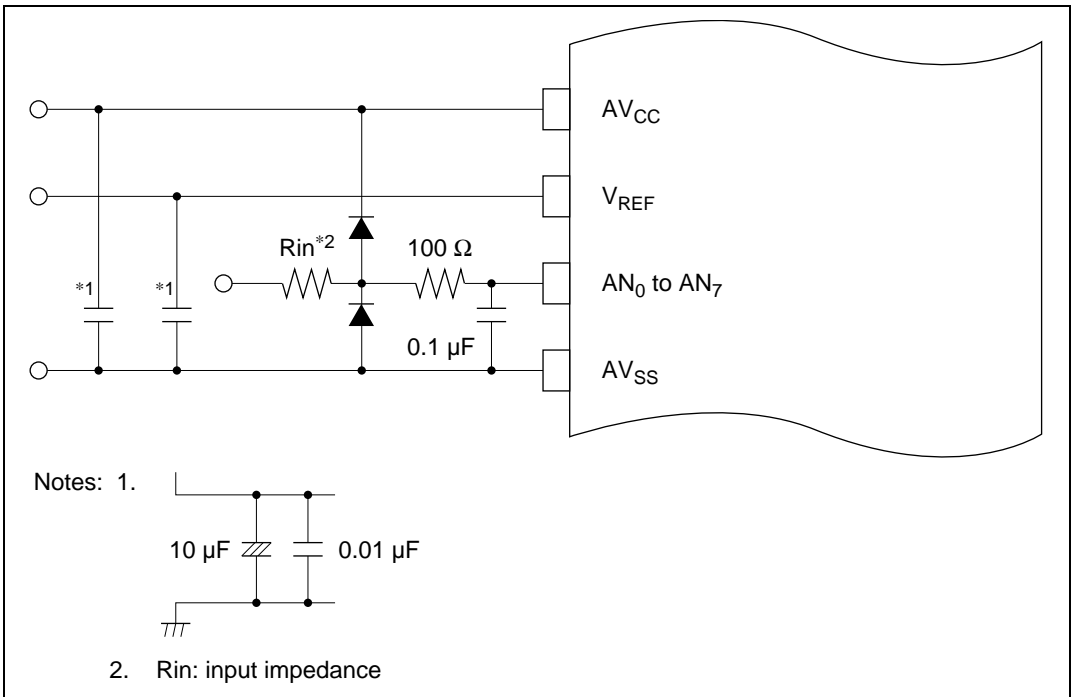 AVCC
VREF
Rin*2
100 Ω
*1
*1
AN0 to AN7
0.1 µF
AVSS
Notes: 1.
10 µF
0.01 µF
2. Rin: input impedance